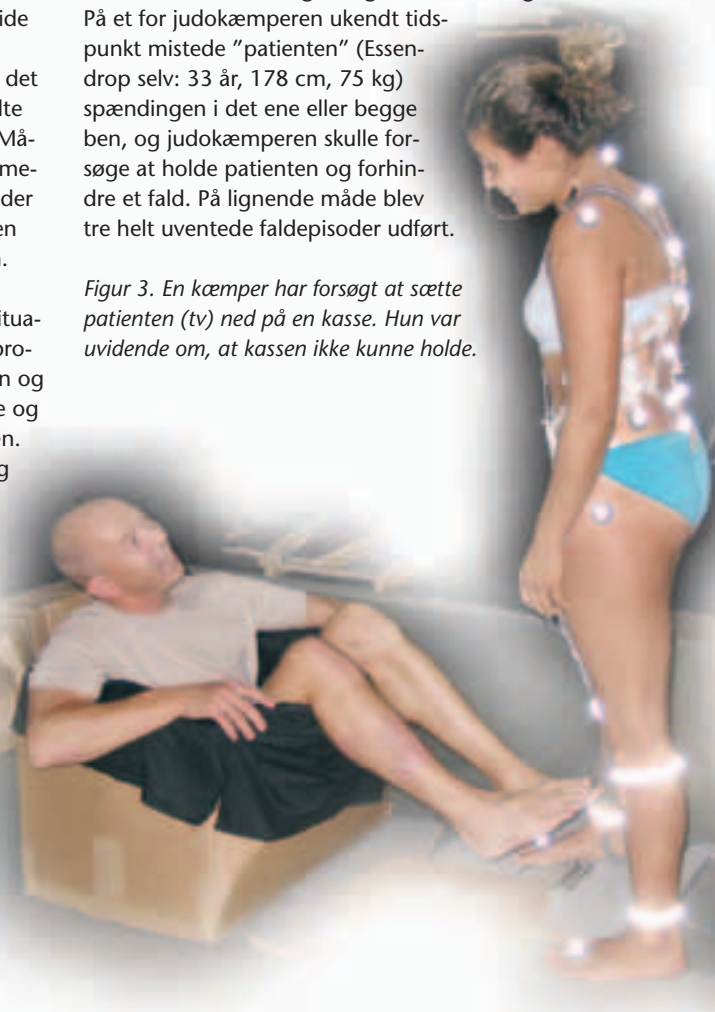 På et for judokæmperen ukendt tids-
punkt mistede ”patienten” (Essen-
drop selv: 33 år, 178 cm, 75 kg)
spændingen i det ene eller begge
ben, og judokæmperen skulle for-
søge at holde patienten og forhin-
dre et fald. På lignende måde blev
tre helt uventede faldepisoder udført.
Figur 3. En kæmper har forsøgt at sætte
patienten (tv) ned på en kasse. Hun var
uvidende om, at kassen ikke kunne holde.